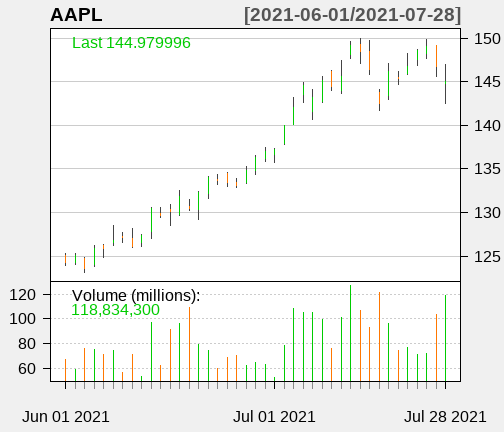 AAPL [2021-06-01/2021-07-28]
Last 144.979996
150
145
140
135
130
125
Volume (millions):
118,834,300
120
100
80
60
Jun 01 2021 Jul 01 2021 Jul 28 2021